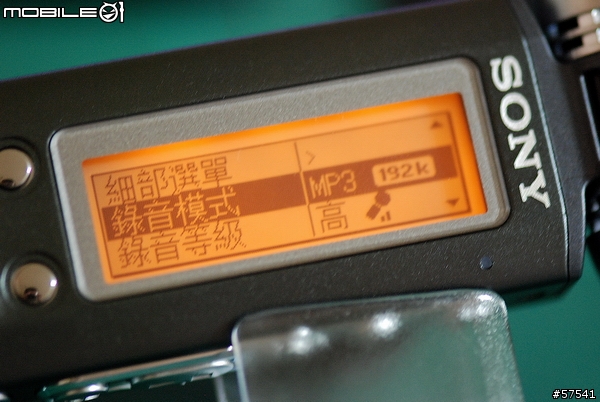 MOBILE01
SONY
細部選單 >
錄音模式 MP3 192k
錄音等級 高
#57541